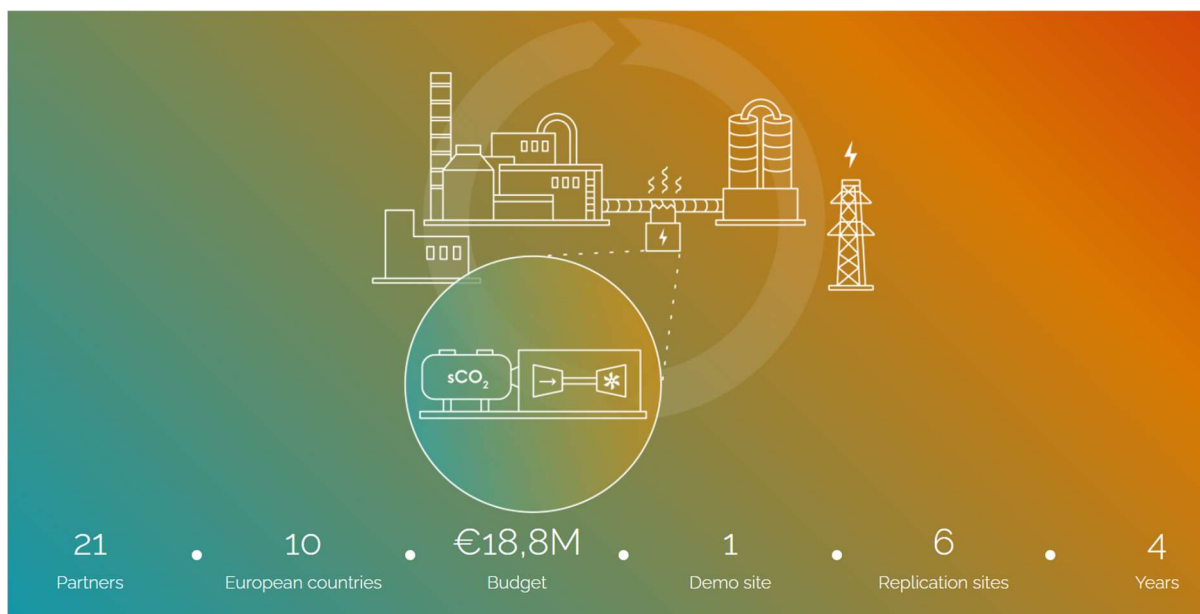 sCO₂
21
10
€18,8M
1
6
4
Partners
European countries
Budget
Demo site
Replication sites
Years